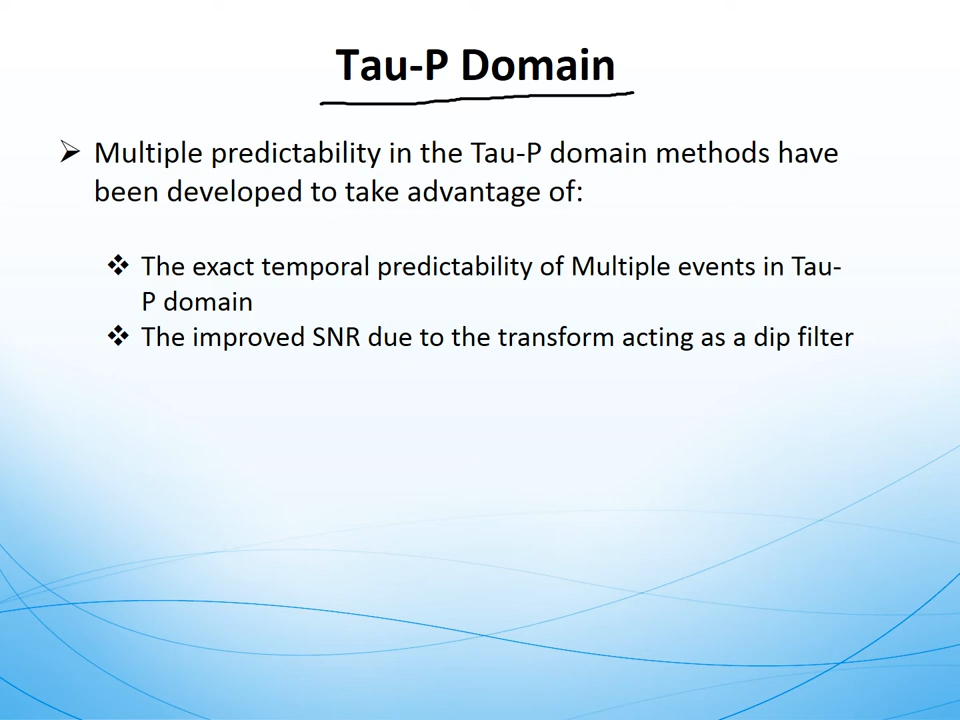 Tau-P Domain
Multiple predictability in the Tau-P domain methods have
been developed to take advantage of:
The exact temporal predictability of Multiple events in Tau-
P domain
The improved SNR due to the transform acting as a dip filter